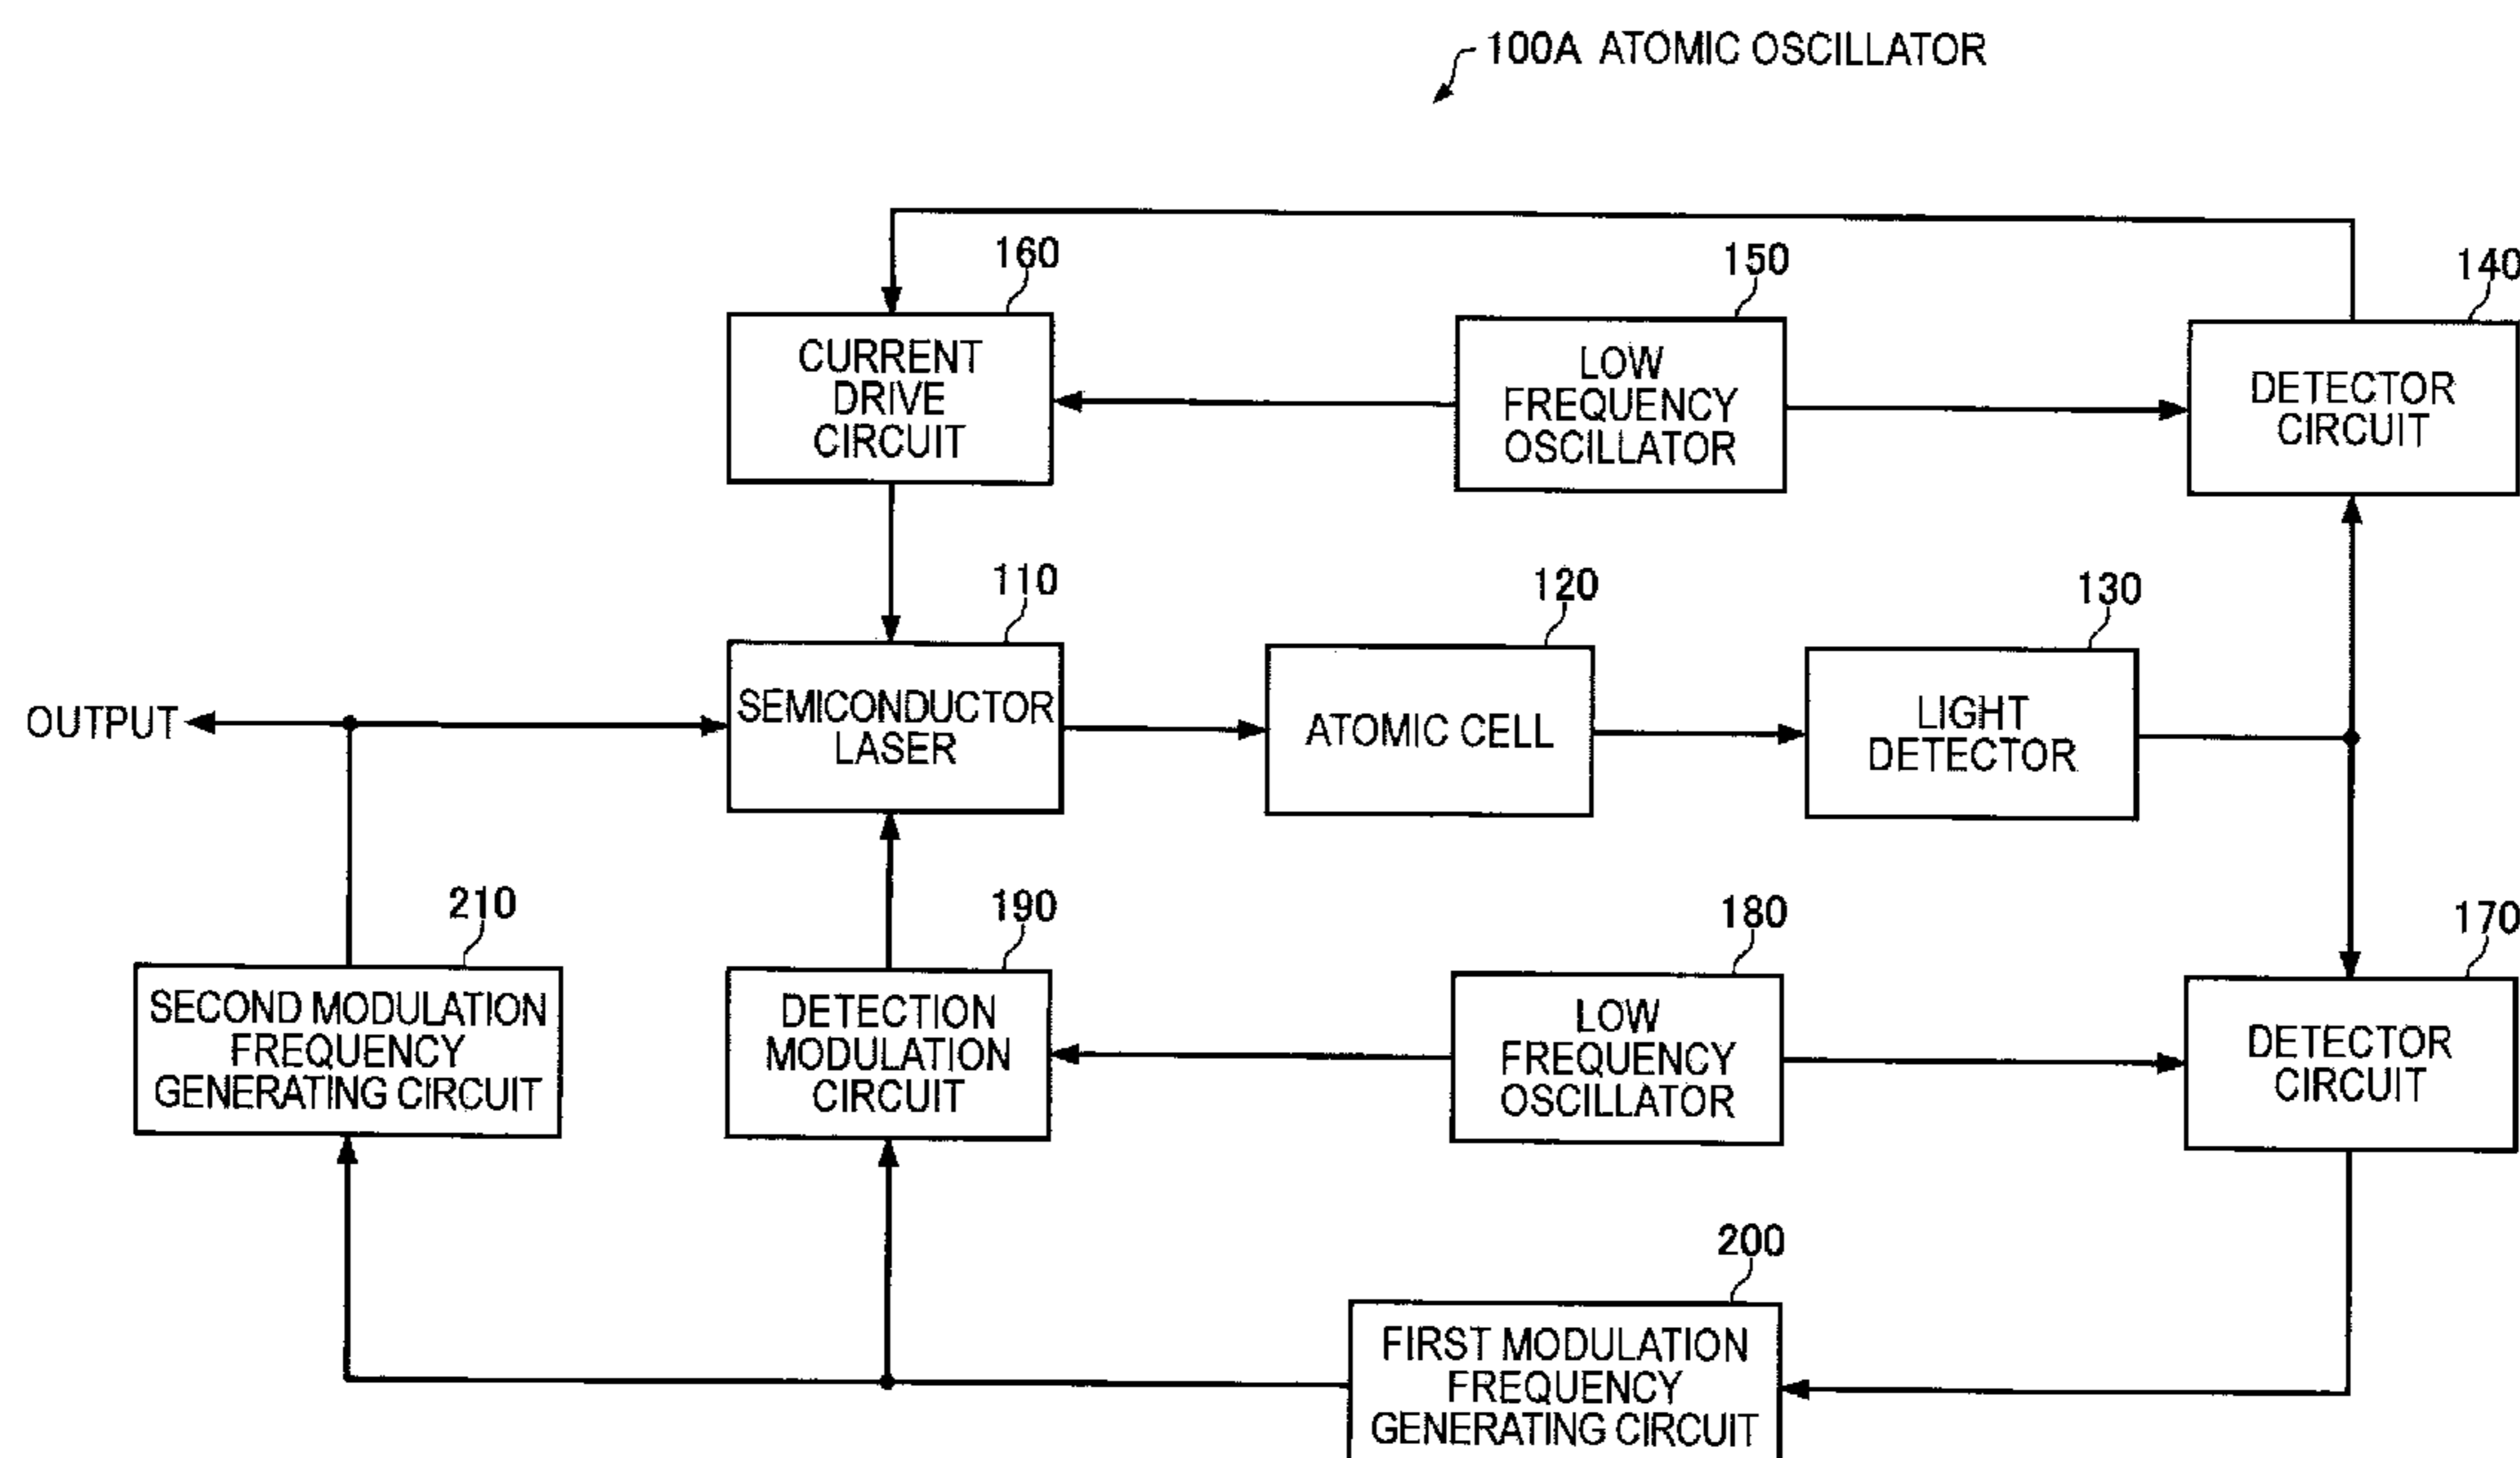 100A ATOMIC OSCILLATOR
160
150
140
CURRENT
DRIVE
CIRCUIT
LOW
FREQUENCY
OSCILLATOR
DETECTOR
CIRCUIT
110
120
130
OUTPUT
SEMICONDUCTOR
LASER
ATOMIC CELL
LIGHT
DETECTOR
210
190
180
170
SECOND MODULATION
FREQUENCY
GENERATING CIRCUIT
DETECTION
MODULATION
CIRCUIT
LOW
FREQUENCY
OSCILLATOR
DETECTOR
CIRCUIT
200
FIRST MODULATION
FREQUENCY
GENERATING CIRCUIT